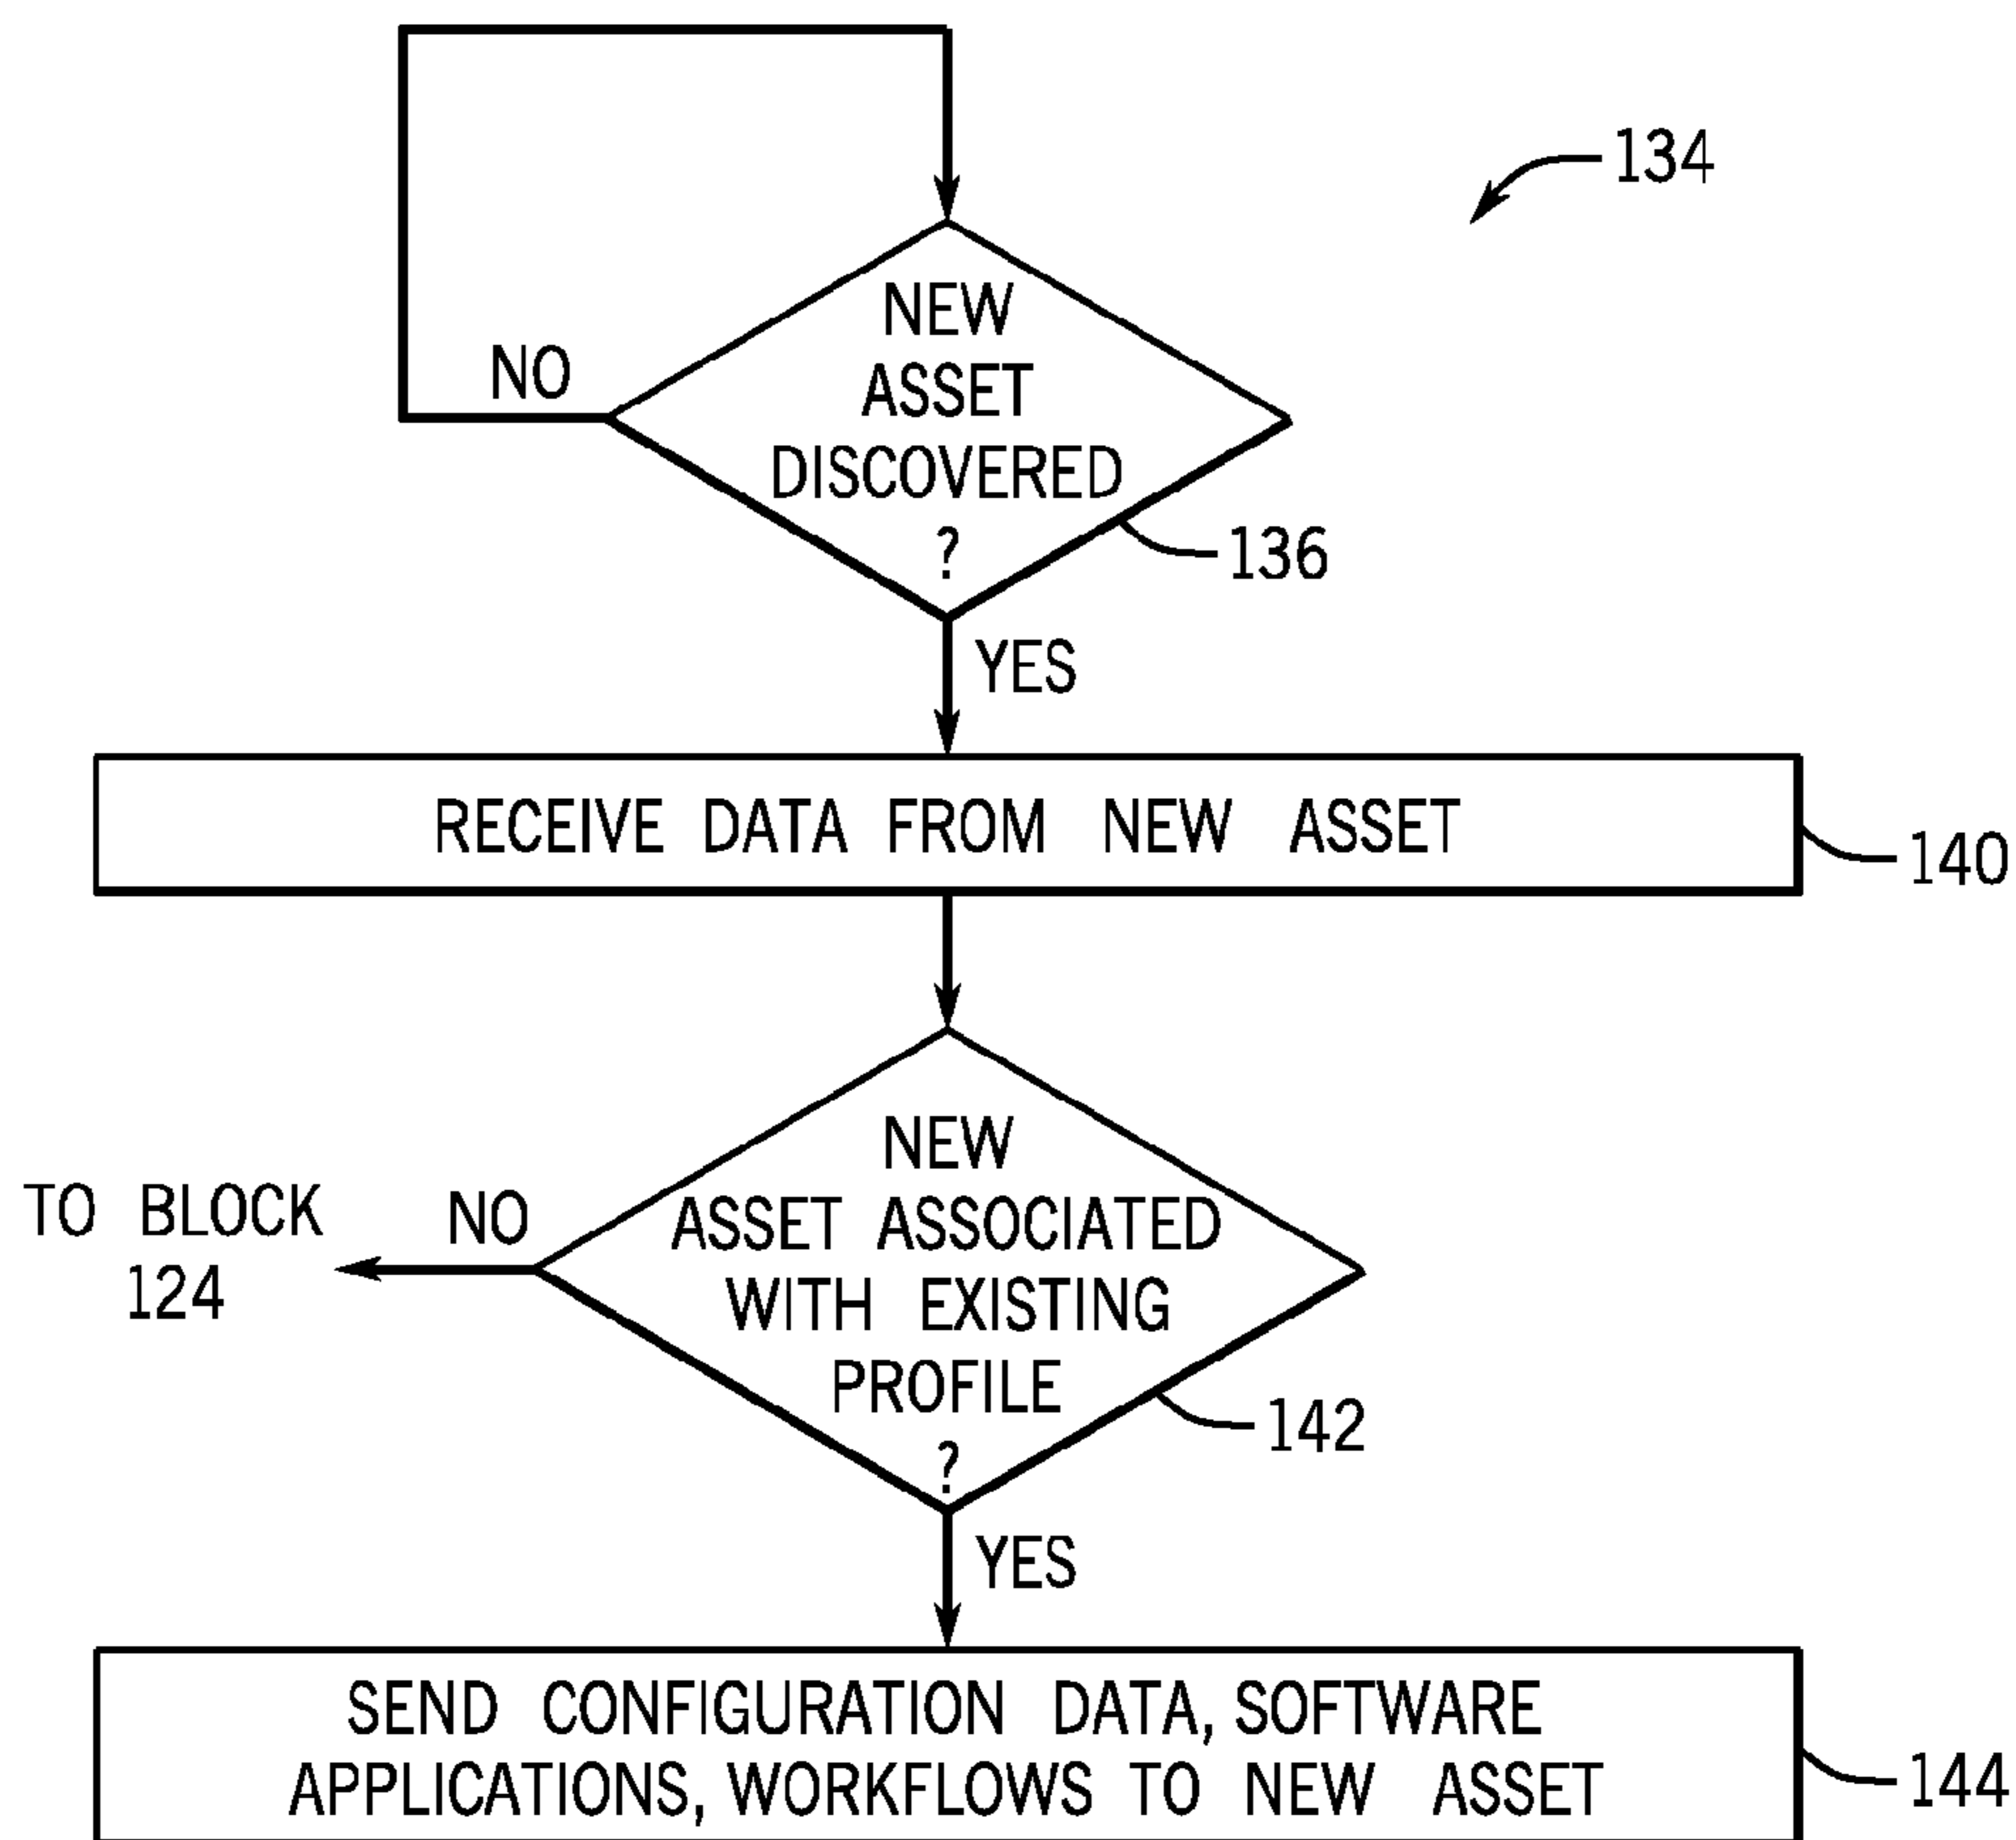 134
NEW
ASSET
DISCOVERED
?
NO
136
YES
RECEIVE DATA FROM NEW ASSET
140
NEW
ASSET ASSOCIATED
WITH EXISTING
PROFILE
?
NO
TO BLOCK
124
142
YES
SEND CONFIGURATION DATA, SOFTWARE
APPLICATIONS, WORKFLOWS TO NEW ASSET
144